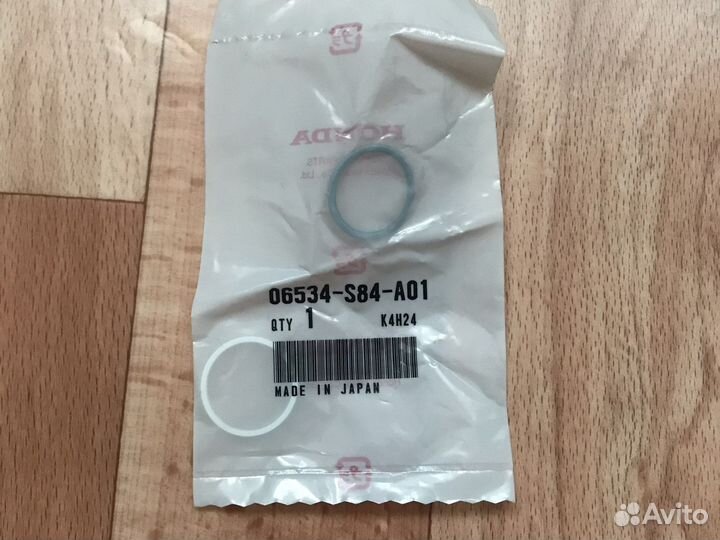 HONDA
06534-S84-A01
QTY 1 K4H24
MADE IN JAPAN
Avito